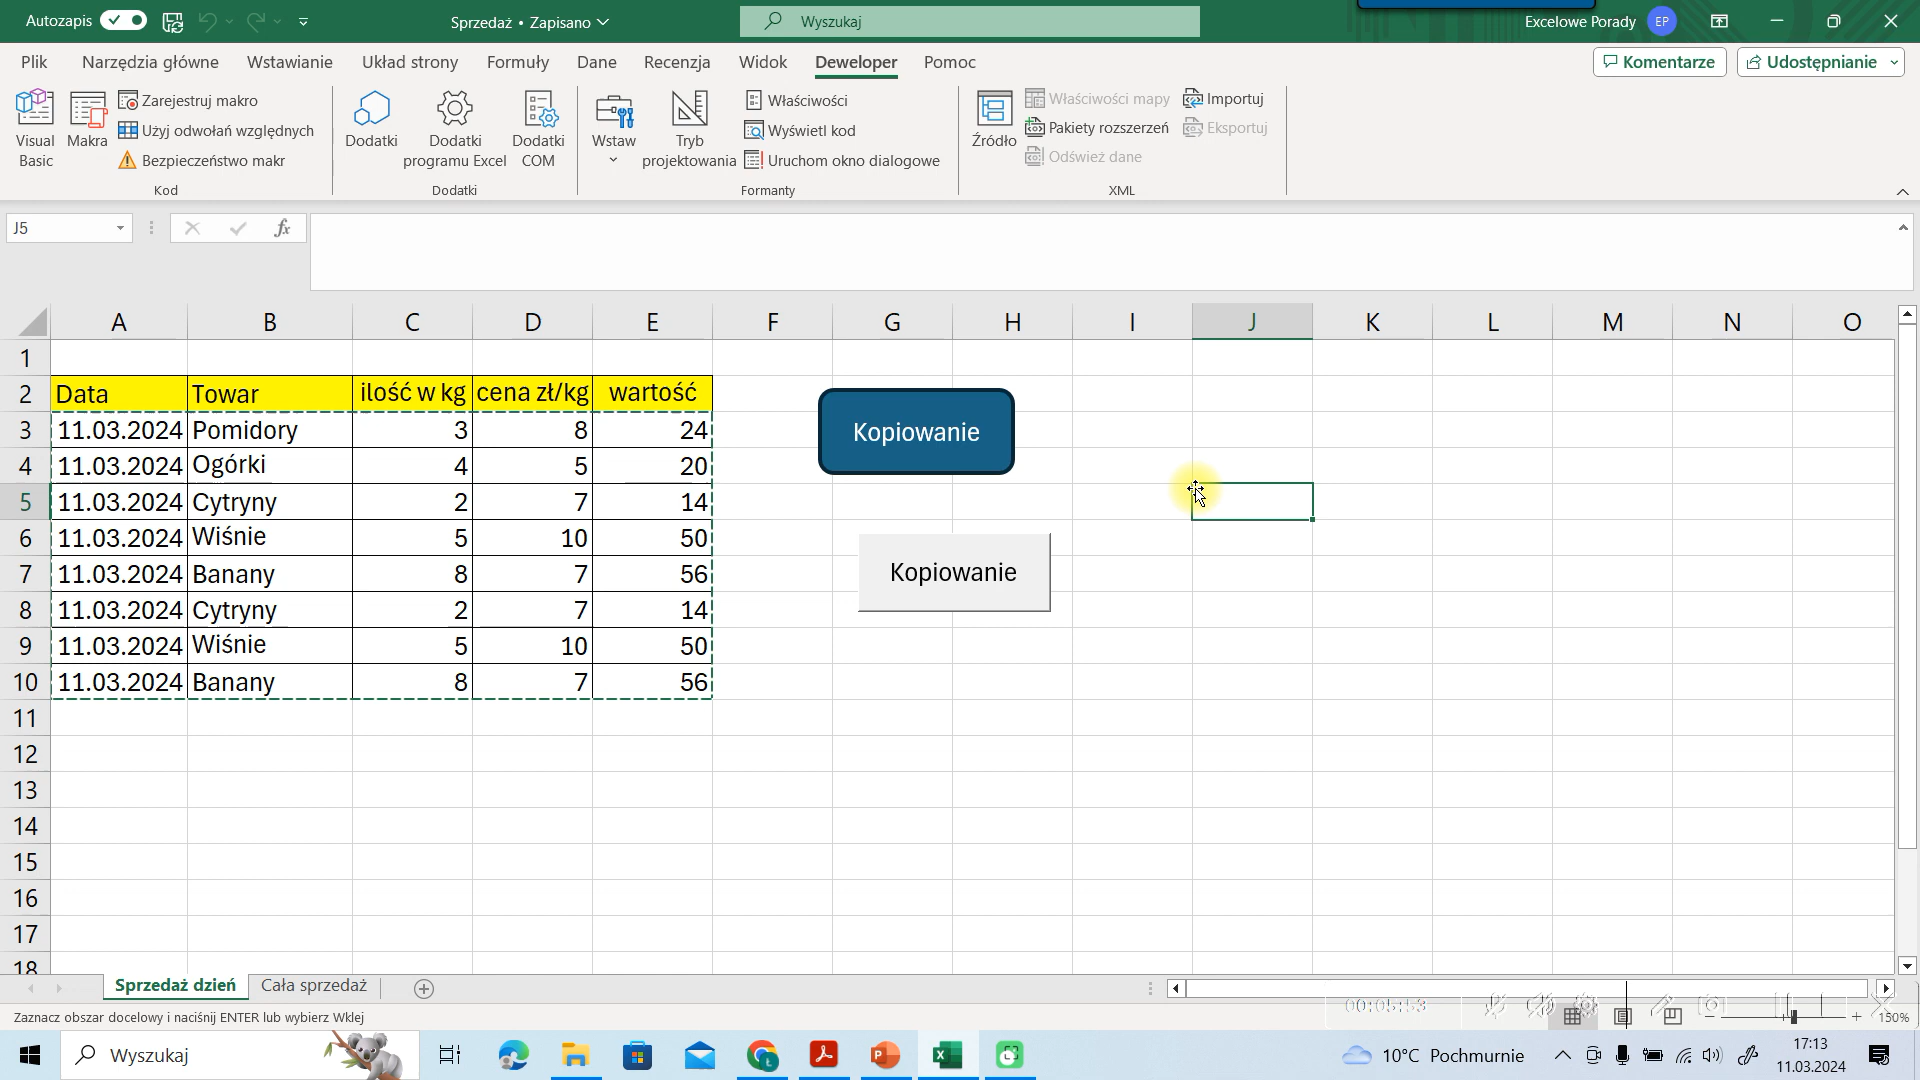 Autozapis
Sprzedaż • Zapisano
Wyszukaj
Excelowe Porady
EP
Plik
Narzędzia główne
Wstawianie
Układ strony
Formuły
Dane
Recenzja
Widok
Deweloper
Pomoc
Komentarze
Udostępnianie
Visual
Basic
Makra
Zarejestruj makro
Użyj odwołań względnych
Bezpieczeństwo makr
Kod
Dodatki
Dodatki
programu Excel
Dodatki
COM
Dodatki
Wstaw
Tryb
projektowania
Właściwości
Wyświetl kod
Uruchom okno dialogowe
Formanty
Źródło
Właściwości mapy
Pakiety rozszerzeń
Odśwież dane
Importuj
Eksportuj
XML
J5
fx
A B C D E F G H I J K L M N O
1
2 Data Towar ilość w kg cena zł/kg wartość
3 11.03.2024 Pomidory 3 8 24
4 11.03.2024 Ogórki 4 5 20
5 11.03.2024 Cytryny 2 7 14
6 11.03.2024 Wiśnie 5 10 50
7 11.03.2024 Banany 8 7 56
8 11.03.2024 Cytryny 2 7 14
9 11.03.2024 Wiśnie 5 10 50
10 11.03.2024 Banany 8 7 56
11
12
13
14
15
16
17
18
Kopiowanie
Kopiowanie
Sprzedaż dzień
Cała sprzedaż
00:05:53
Zaznacz obszar docelowy i naciśnij ENTER lub wybierz Wklej
150%
Wyszukaj
10°C Pochmurnie
17:13
11.03.2024